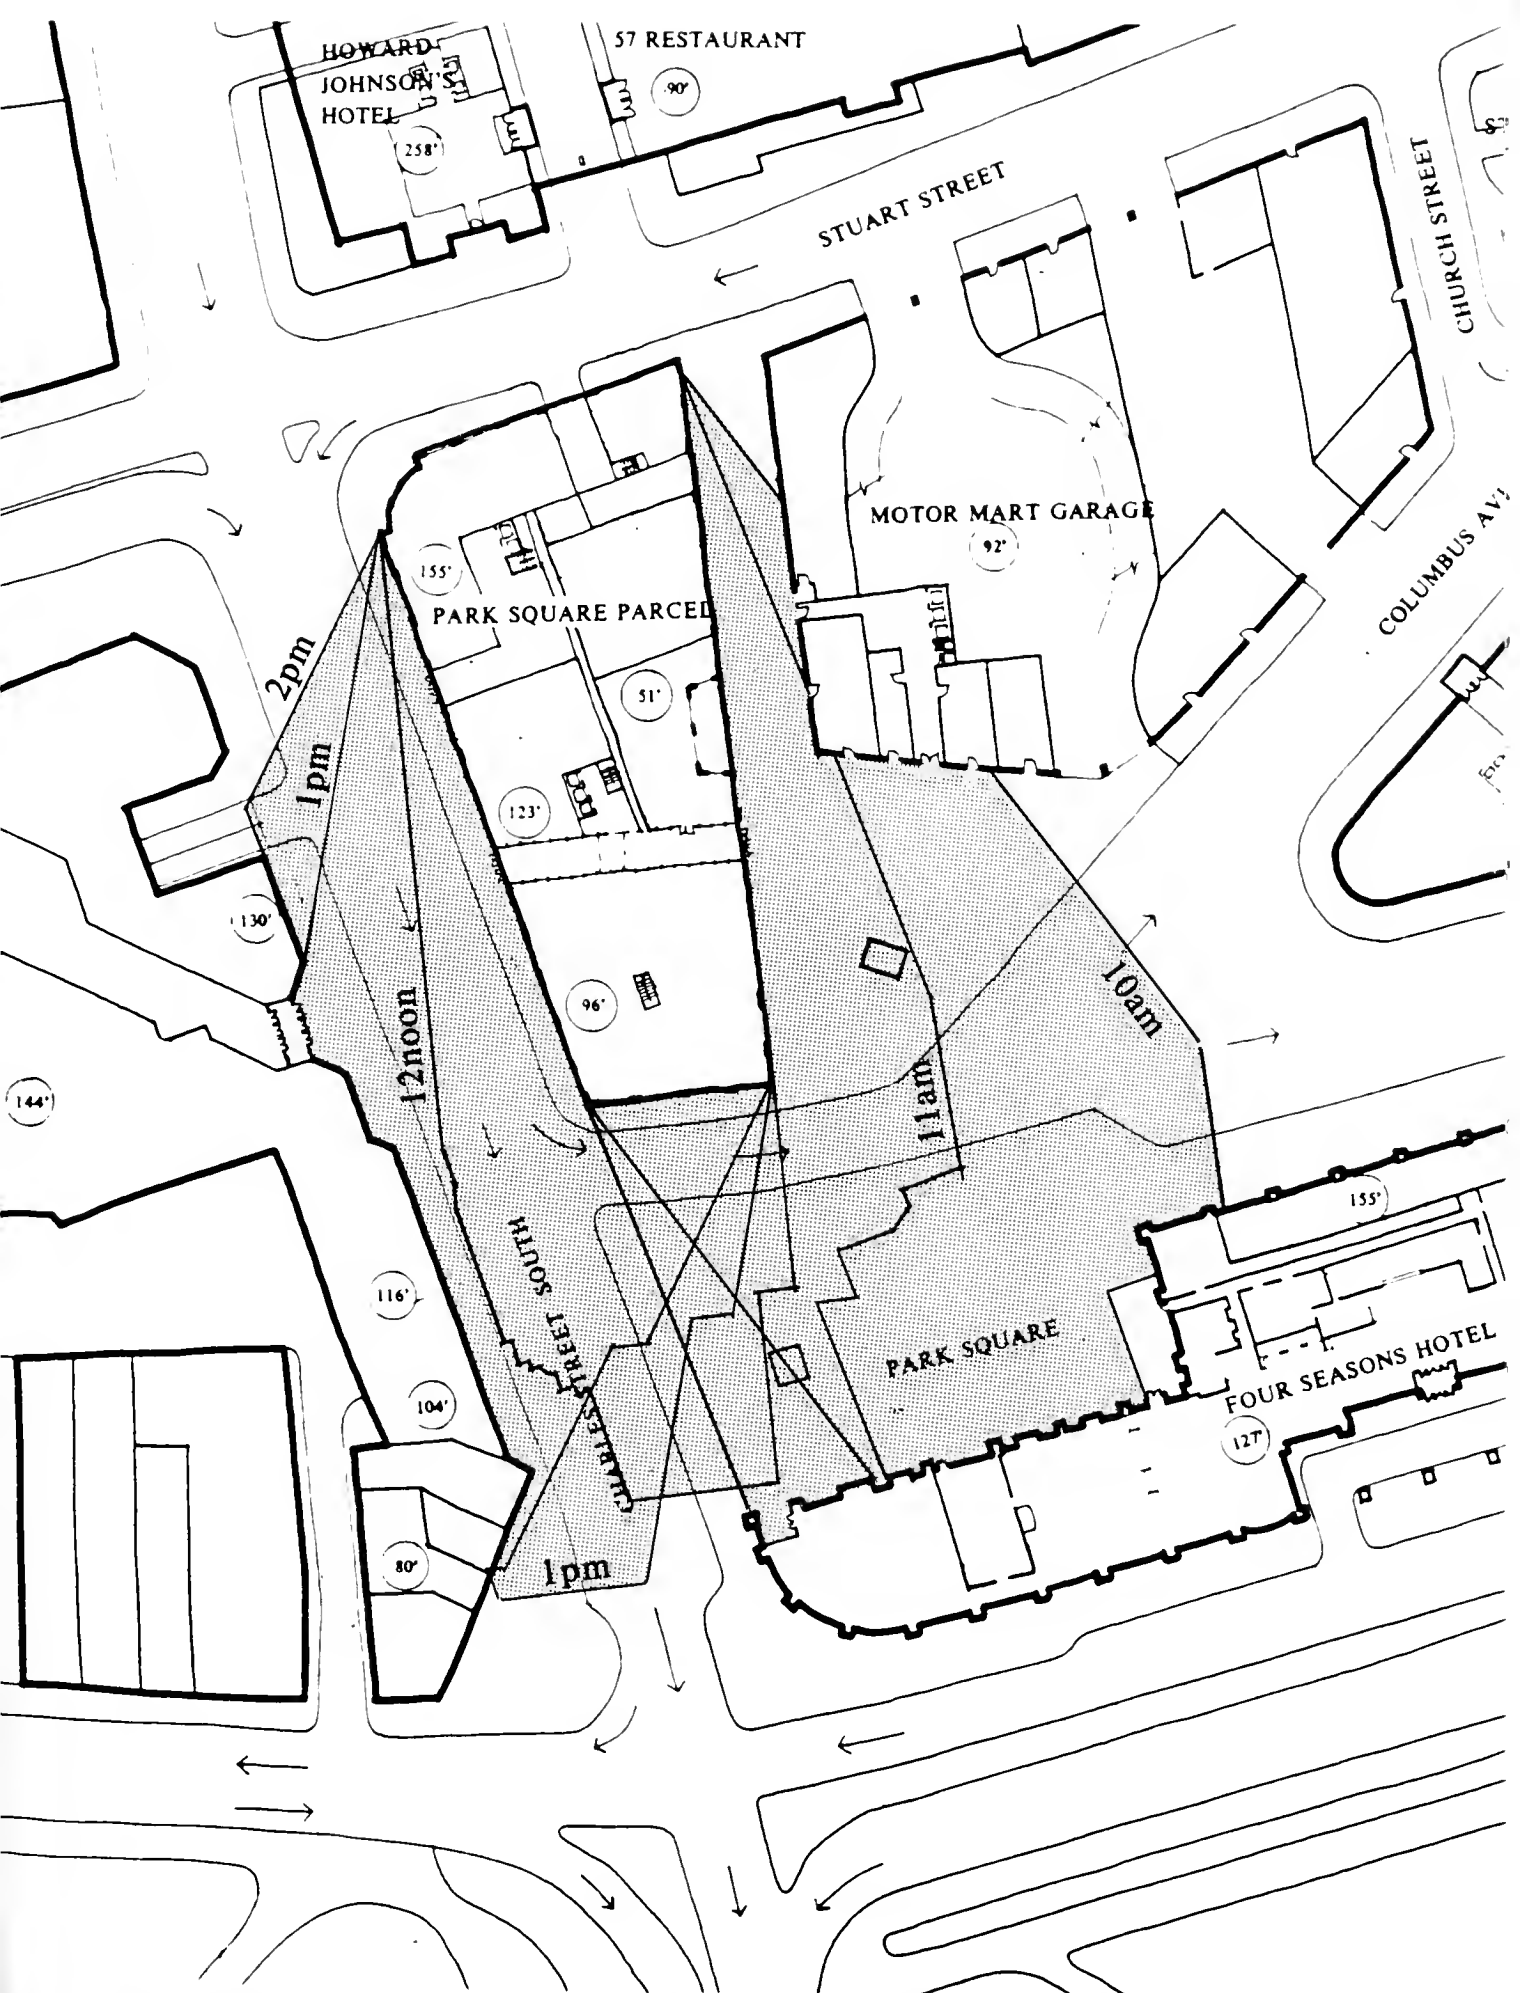 HOWARD
JOHNSON'S
HOTEL
258'
57 RESTAURANT
90'
STUART STREET
CHURCH STREET
COLUMBUS
MOTOR MART GARAGE
92'
155'
PARK SQUARE PARCEL
51'
123'
96'
2pm
1pm
12noon
11am
10am
130'
144'
116'
104'
80'
1pm
CHARLES STREET SOUTH
PARK SQUARE
155'
FOUR SEASONS HOTEL
127'